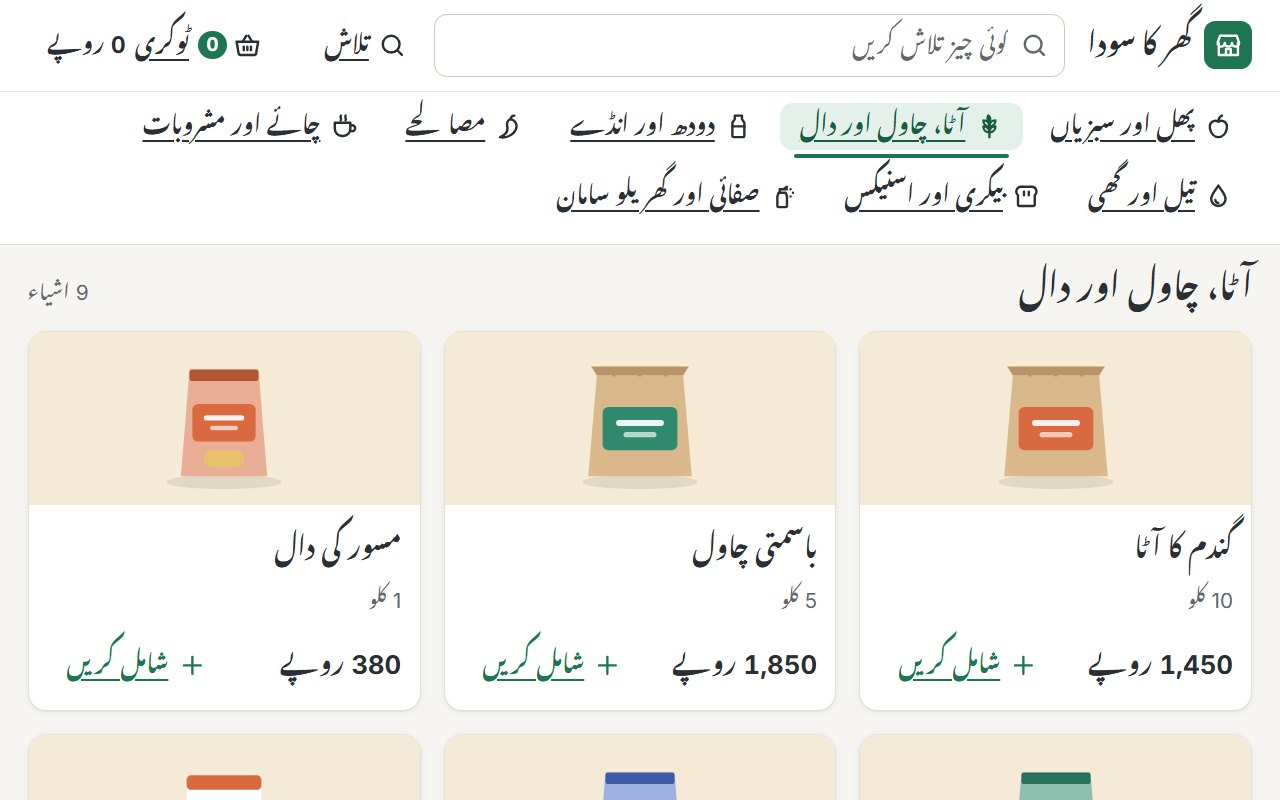 گھر کا سودا
کوئی چیز تلاش کریں
تلاش
0 ٹوکری 0 روپے
پھل اور سبزیاں
آٹا، چاول اور دال
دودھ اور انڈے
مصالحے
چائے اور مشروبات
تیل اور گھی
بیکری اور اسنیکس
صفائی اور گھریلو سامان
آٹا، چاول اور دال
9 اشیاء
گندم کا آٹا
10 کلو
1,450 روپے
شامل کریں
باسمتی چاول
5 کلو
1,850 روپے
شامل کریں
مسور کی دال
1 کلو
380 روپے
شامل کریں